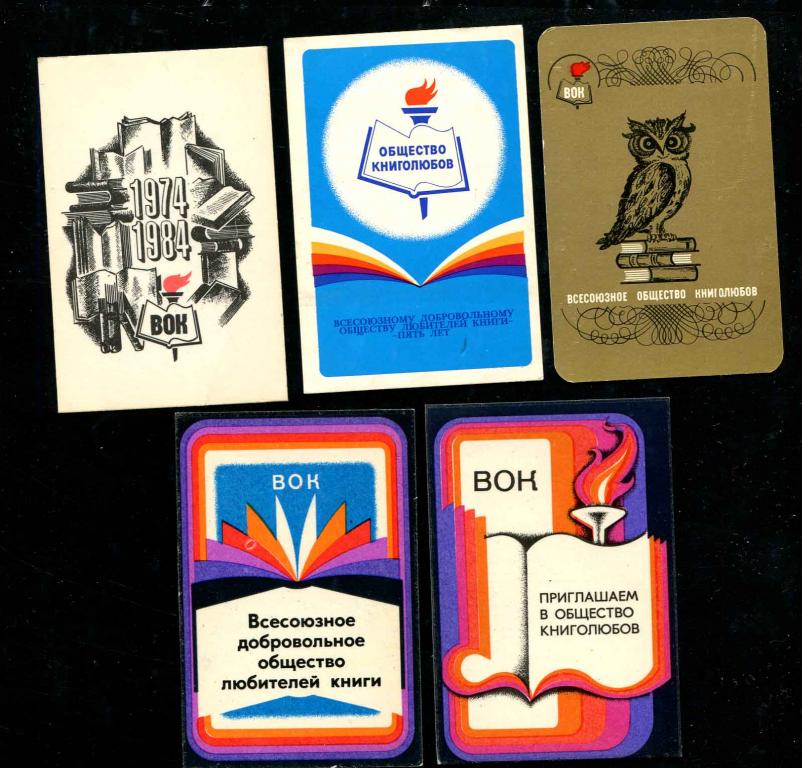 1974
1984
ВОК
ОБЩЕСТВО
КНИГОЛЮБОВ
ВСЕСОЮЗНОМУ ДОБРОВОЛЬНОМУ
ОБЩЕСТВУ ЛЮБИТЕЛЕЙ КНИГИ-
-ПЯТЬ ЛЕТ
ВОК
ВСЕСОЮЗНОЕ ОБЩЕСТВО КНИГОЛЮБОВ
ВОК
Всесоюзное
добровольное
общество
любителей книги
ВОК
ПРИГЛАШАЕМ
В ОБЩЕСТВО
КНИГОЛЮБОВ